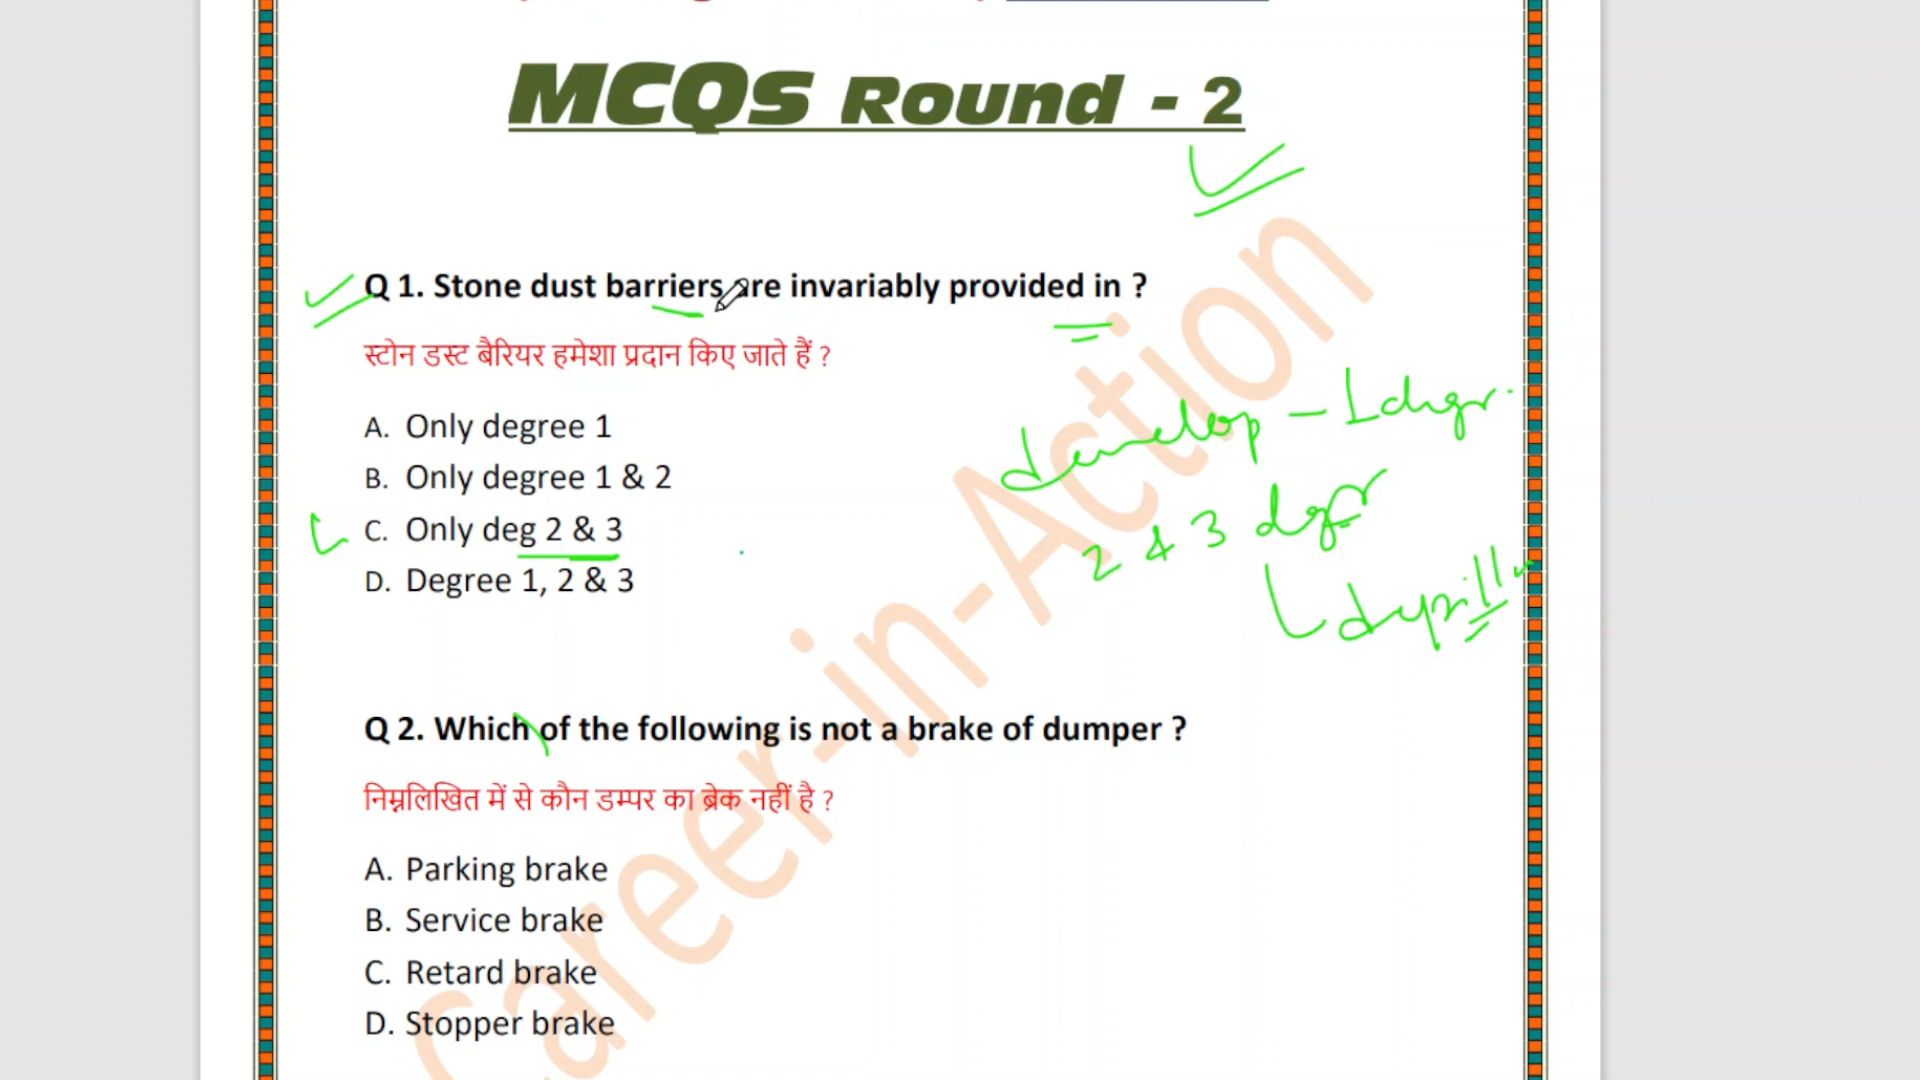 MCQS Round - 2
Q 1. Stone dust barriers are invariably provided in ?
स्टोन डस्ट बैरियर हमेशा प्रदान किए जाते हैं ?
A. Only degree 1
B. Only degree 1 & 2
C. Only deg 2 & 3
D. Degree 1, 2 & 3
develop - 1
2 & 3
Q 2. Which of the following is not a brake of dumper ?
निम्नलिखित में से कौन डम्पर का ब्रेक नहीं है ?
A. Parking brake
B. Service brake
C. Retard brake
D. Stopper brake
Career-in-Action